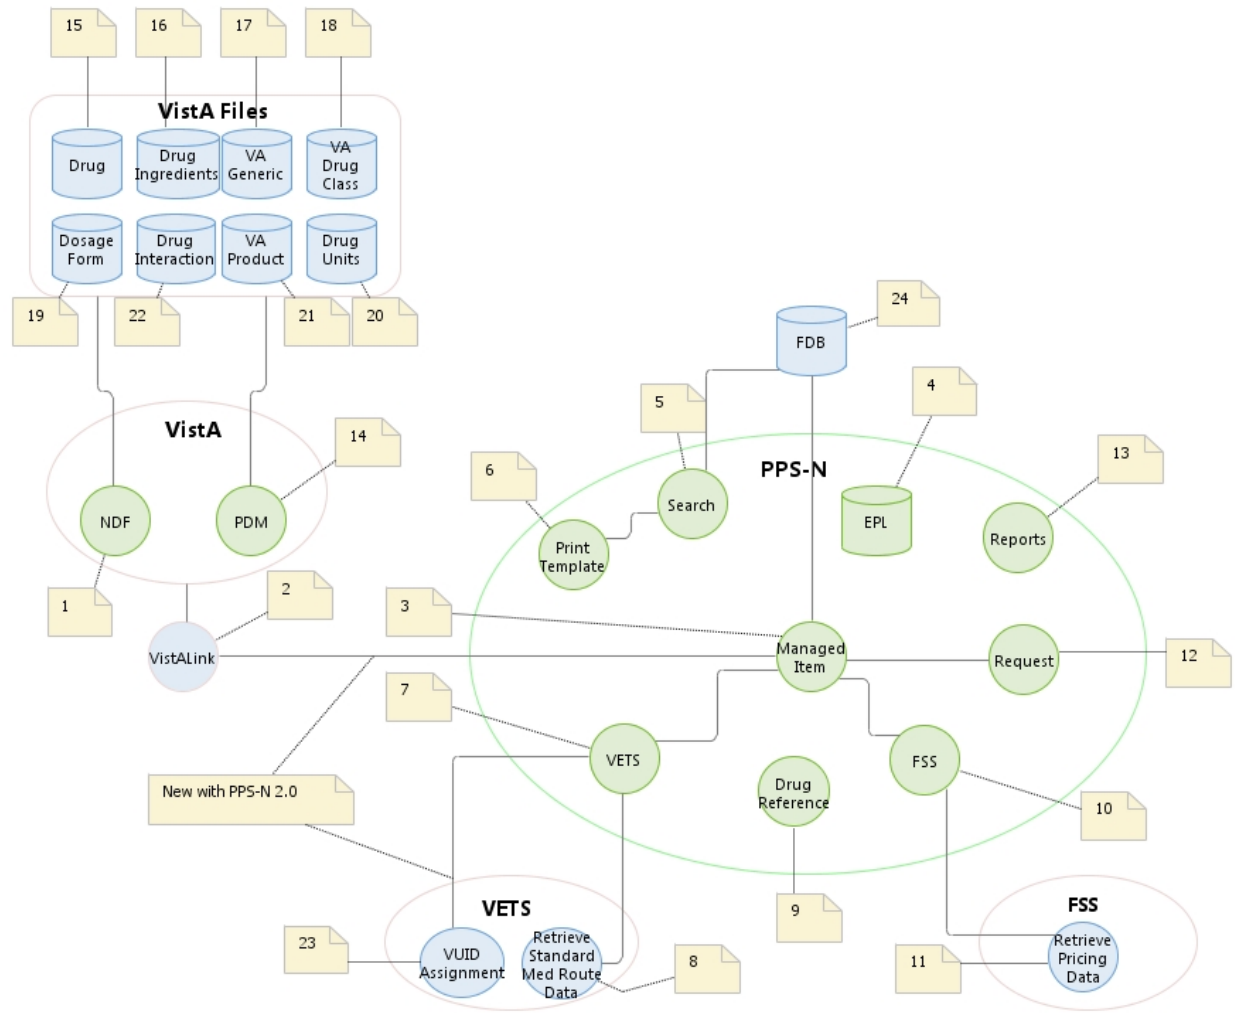 15
16
17
18
VistA Files
Drug
Drug
Ingredients
VA
Generic
VA
Drug
Class
Dosage
Form
Drug
Interaction
VA
Product
Drug
Units
19
22
21
20
24
FDB
4
5
VistA
14
13
6
PPS-N
NDF
PDM
Search
EPL
Reports
Print
Template
1
2
3
VistALink
Managed
Item
Request
12
7
VETS
FSS
New with PPS-N 2.0
Drug
Reference
10
VETS
9
FSS
23
VUID
Assignment
Retrieve
Standard
Med Route
Data
8
11
Retrieve
Pricing
Data